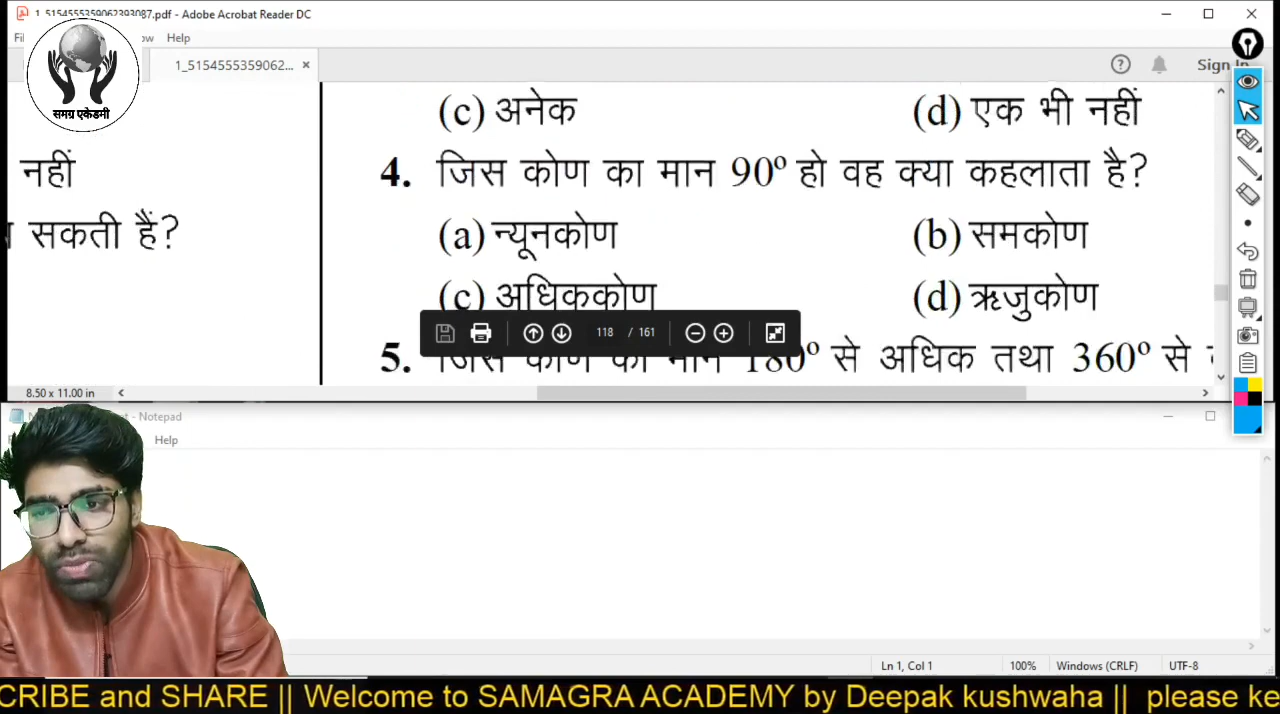 1_5154555359062393087.pdf - Adobe Acrobat Reader DC
Help
समग्र एकेडमी
1_5154555359062... ×
Sign In
(c) अनेक (d) एक भी नहीं
नहीं
4. जिस कोण का मान 90º हो वह क्या कहलाता है?
सकती हैं?
(a) न्यूनकोण (b) समकोण
(c) अधिककोण (d) ऋजुकोण
118 / 161
5. जिस कोण का मान 180º से अधिक तथा 360º से
8.50 x 11.00 in
- Notepad
Help
Ln 1, Col 1 100% Windows (CRLF) UTF-8
CRIBE and SHARE || Welcome to SAMAGRA ACADEMY by Deepak kushwaha || please ke